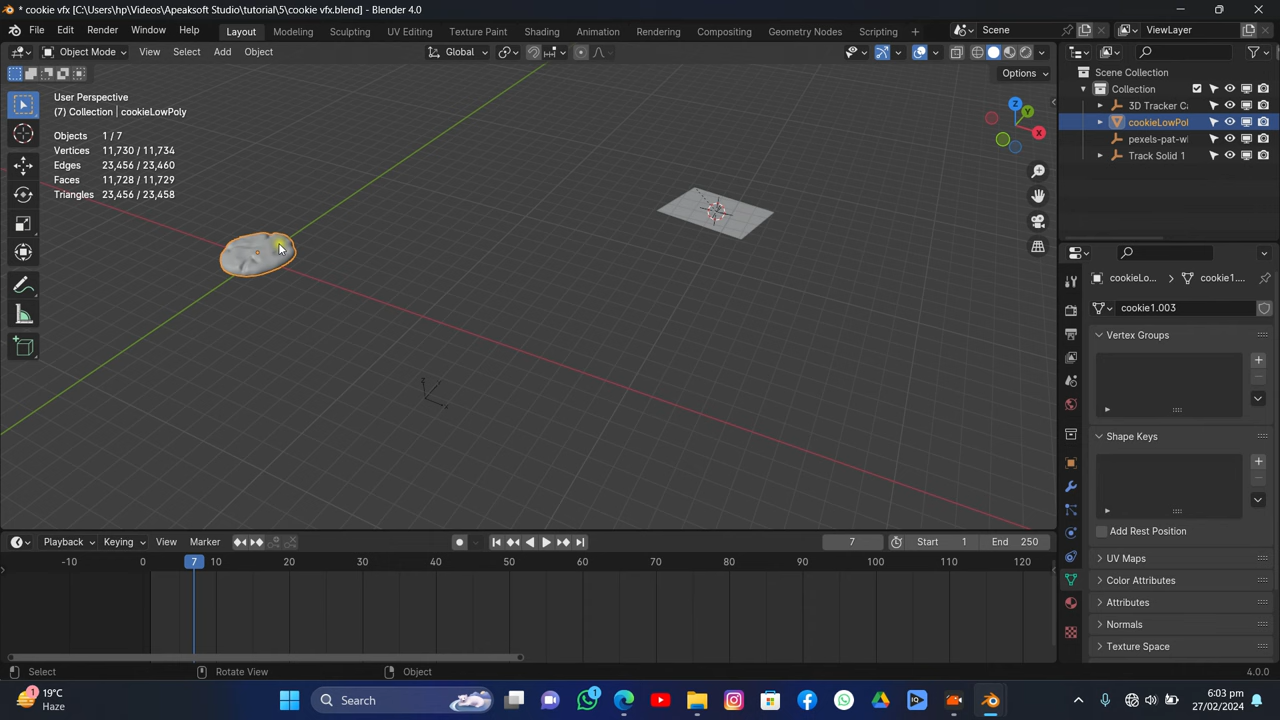 * cookie vfx [C:\Users\hp\Videos\Apeaksoft Studio\tutorial\5\cookie vfx.blend] - Blender 4.0
File Edit Render Window Help Layout Modeling Sculpting UV Editing Texture Paint Shading Animation Rendering Compositing Geometry Nodes Scripting + Scene ViewLayer
Object Mode View Select Add Object Global
Options
User Perspective
(7) Collection | cookieLowPoly
Objects 1 / 7
Vertices 11,730 / 11,734
Edges 23,456 / 23,460
Faces 11,728 / 11,729
Triangles 23,456 / 23,458
Z
Y
X
Scene Collection
Collection
3D Tracker Ca
cookieLowPol
pexels-pat-w
Track Solid 1
cookieLo... > cookie1....
cookie1.003
Vertex Groups
Shape Keys
Add Rest Position
UV Maps
Color Attributes
Attributes
Normals
Texture Space
Playback Keying View Marker 7 Start 1 End 250
-10 0 7 10 20 30 40 50 60 70 80 90 100 110 120
Select Rotate View Object 4.0.0
1 19°C
Haze
Search
1
6:03 pm
27/02/2024